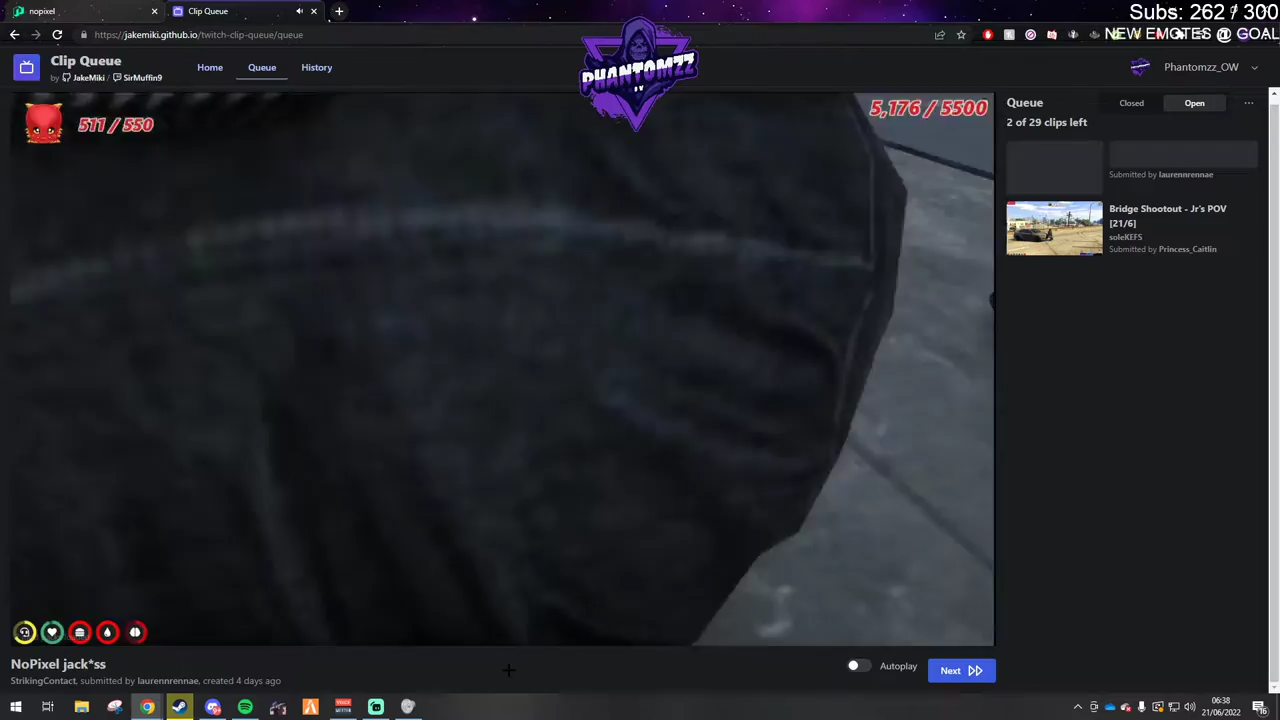 nopixel
Clip Queue
Subs: 262 / 300
NEW EMOTES @ GOAL
https://jakemiki.github.io/twitch-clip-queue/queue
Clip Queue
by JakeMiki / SirMuffin9
Home
Queue
History
PHANTOMZZ
Phantomzz_OW
511 / 550
5,176 / 5500
Queue
Closed
Open
2 of 29 clips left
Submitted by laurennrennae
Bridge Shootout - Jr's POV
[21/6]
soleKEFS
Submitted by Princess_Caitlin
NoPixel jack*ss
StrikingContact, submitted by laurennrennae, created 4 days ago
Autoplay
Next
06:38
21/06/2022